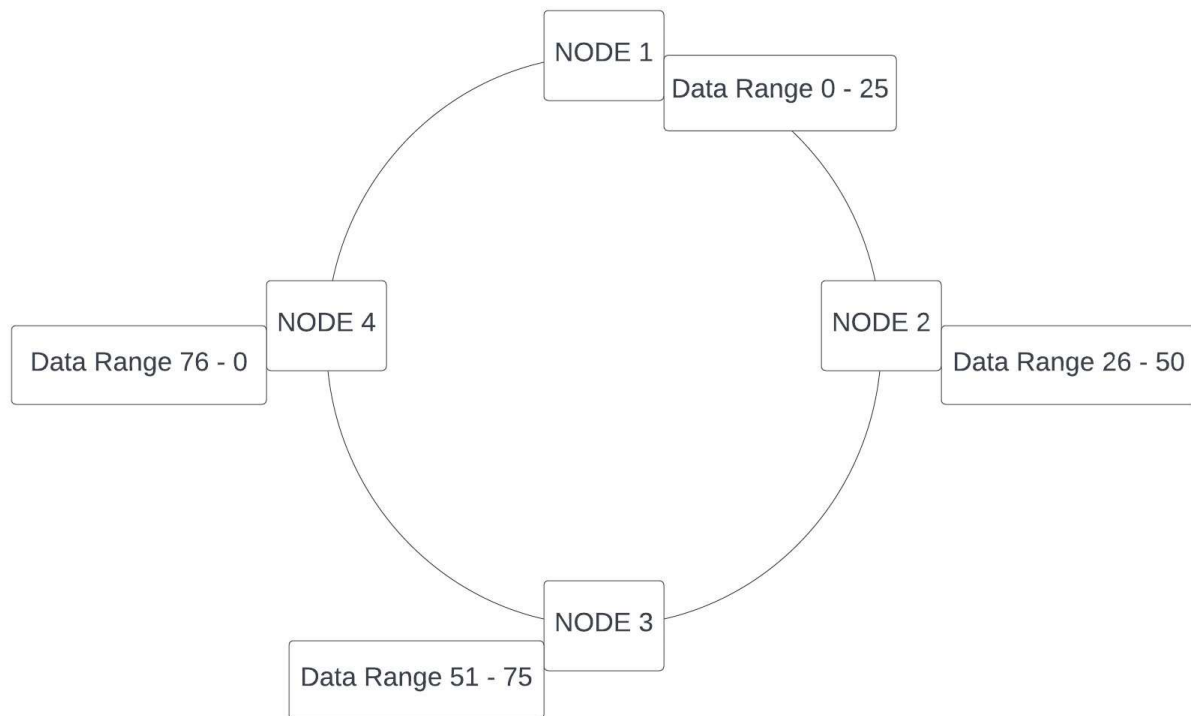 NODE 1
Data Range 0 - 25
NODE 4
NODE 2
Data Range 76 - 0
Data Range 26 - 50
NODE 3
Data Range 51 - 75